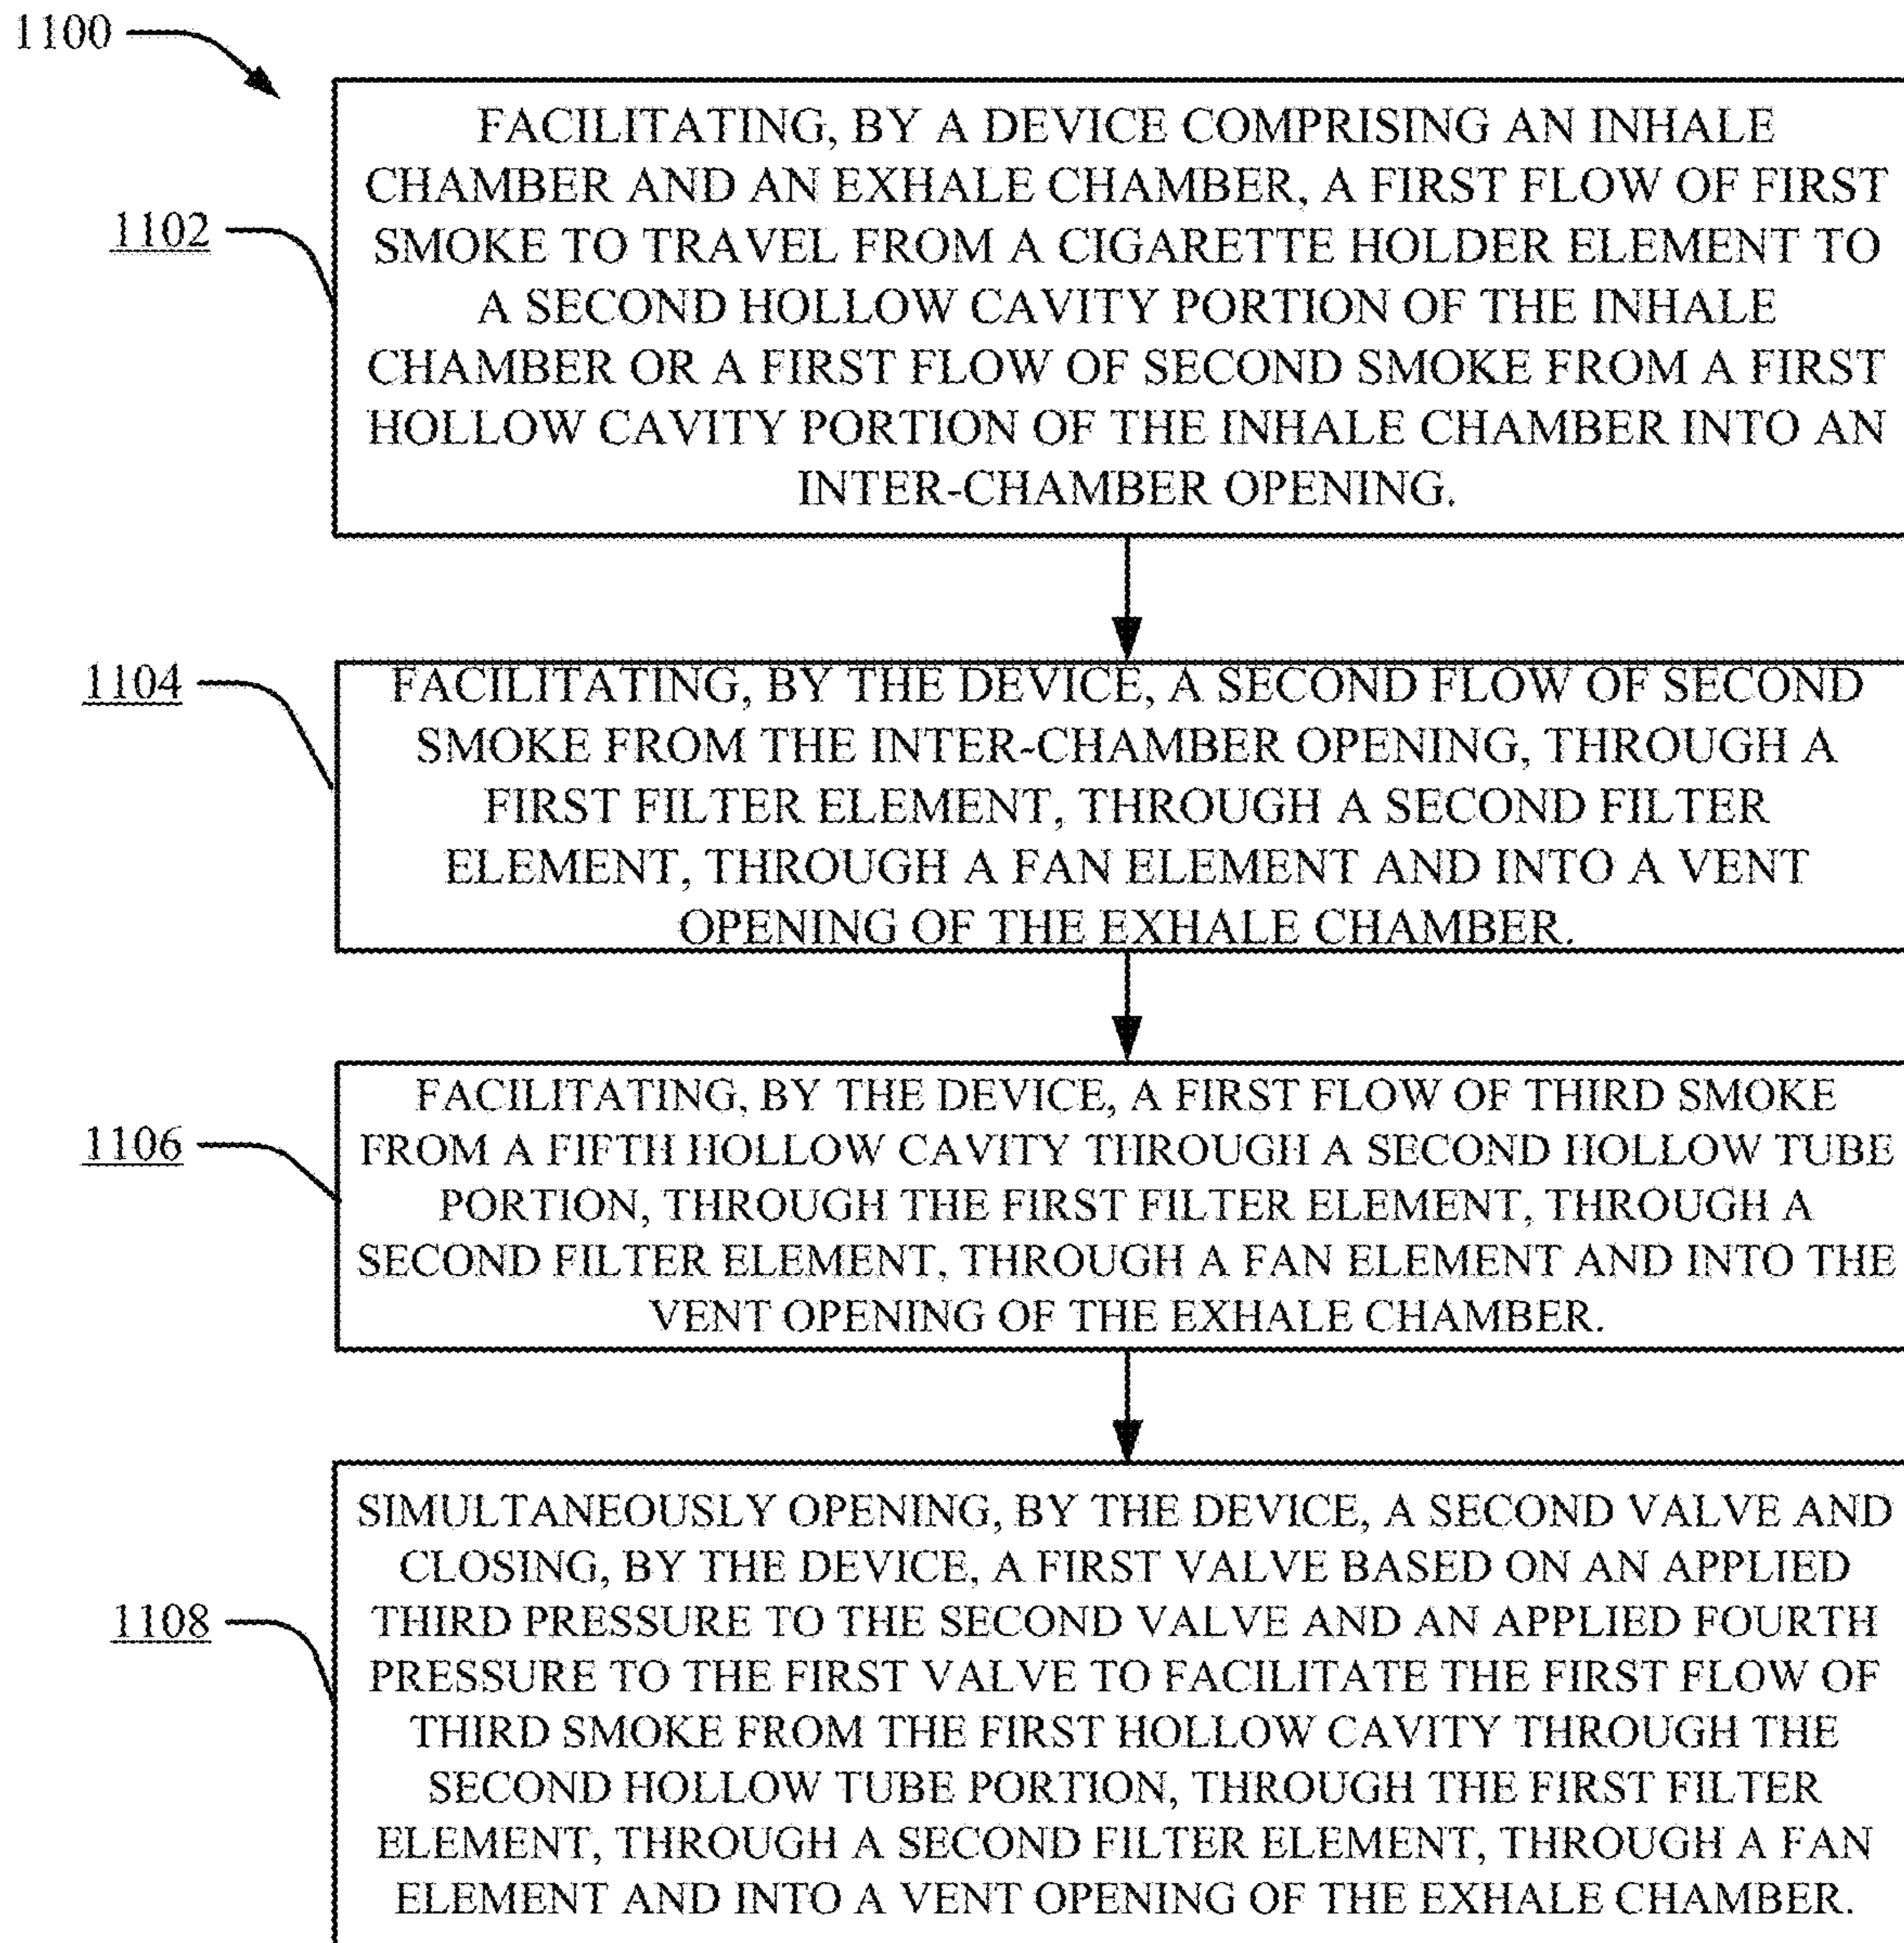 1100
FACILITATING, BY A DEVICE COMPRISING AN INHALE
CHAMBER AND AN EXHALE CHAMBER, A FIRST FLOW OF FIRST
SMOKE TO TRAVEL FROM A CIGARETTE HOLDER ELEMENT TO
A SECOND HOLLOW CAVITY PORTION OF THE INHALE
CHAMBER OR A FIRST FLOW OF SECOND SMOKE FROM A FIRST
HOLLOW CAVITY PORTION OF THE INHALE CHAMBER INTO AN
INTER-CHAMBER OPENING.
1102
FACILITATING, BY THE DEVICE, A SECOND FLOW OF SECOND
SMOKE FROM THE INTER-CHAMBER OPENING, THROUGH A
FIRST FILTER ELEMENT, THROUGH A SECOND FILTER
ELEMENT, THROUGH A FAN ELEMENT AND INTO A VENT
OPENING OF THE EXHALE CHAMBER.
1104
FACILITATING, BY THE DEVICE, A FIRST FLOW OF THIRD SMOKE
FROM A FIFTH HOLLOW CAVITY THROUGH A SECOND HOLLOW TUBE
PORTION, THROUGH THE FIRST FILTER ELEMENT, THROUGH A
SECOND FILTER ELEMENT, THROUGH A FAN ELEMENT AND INTO THE
VENT OPENING OF THE EXHALE CHAMBER.
1106
SIMULTANEOUSLY OPENING, BY THE DEVICE, A SECOND VALVE AND
CLOSING, BY THE DEVICE, A FIRST VALVE BASED ON AN APPLIED
THIRD PRESSURE TO THE SECOND VALVE AND AN APPLIED FOURTH
PRESSURE TO THE FIRST VALVE TO FACILITATE THE FIRST FLOW OF
THIRD SMOKE FROM THE FIRST HOLLOW CAVITY THROUGH THE
SECOND HOLLOW TUBE PORTION, THROUGH THE FIRST FILTER
ELEMENT, THROUGH A SECOND FILTER ELEMENT, THROUGH A FAN
ELEMENT AND INTO A VENT OPENING OF THE EXHALE CHAMBER.
1108